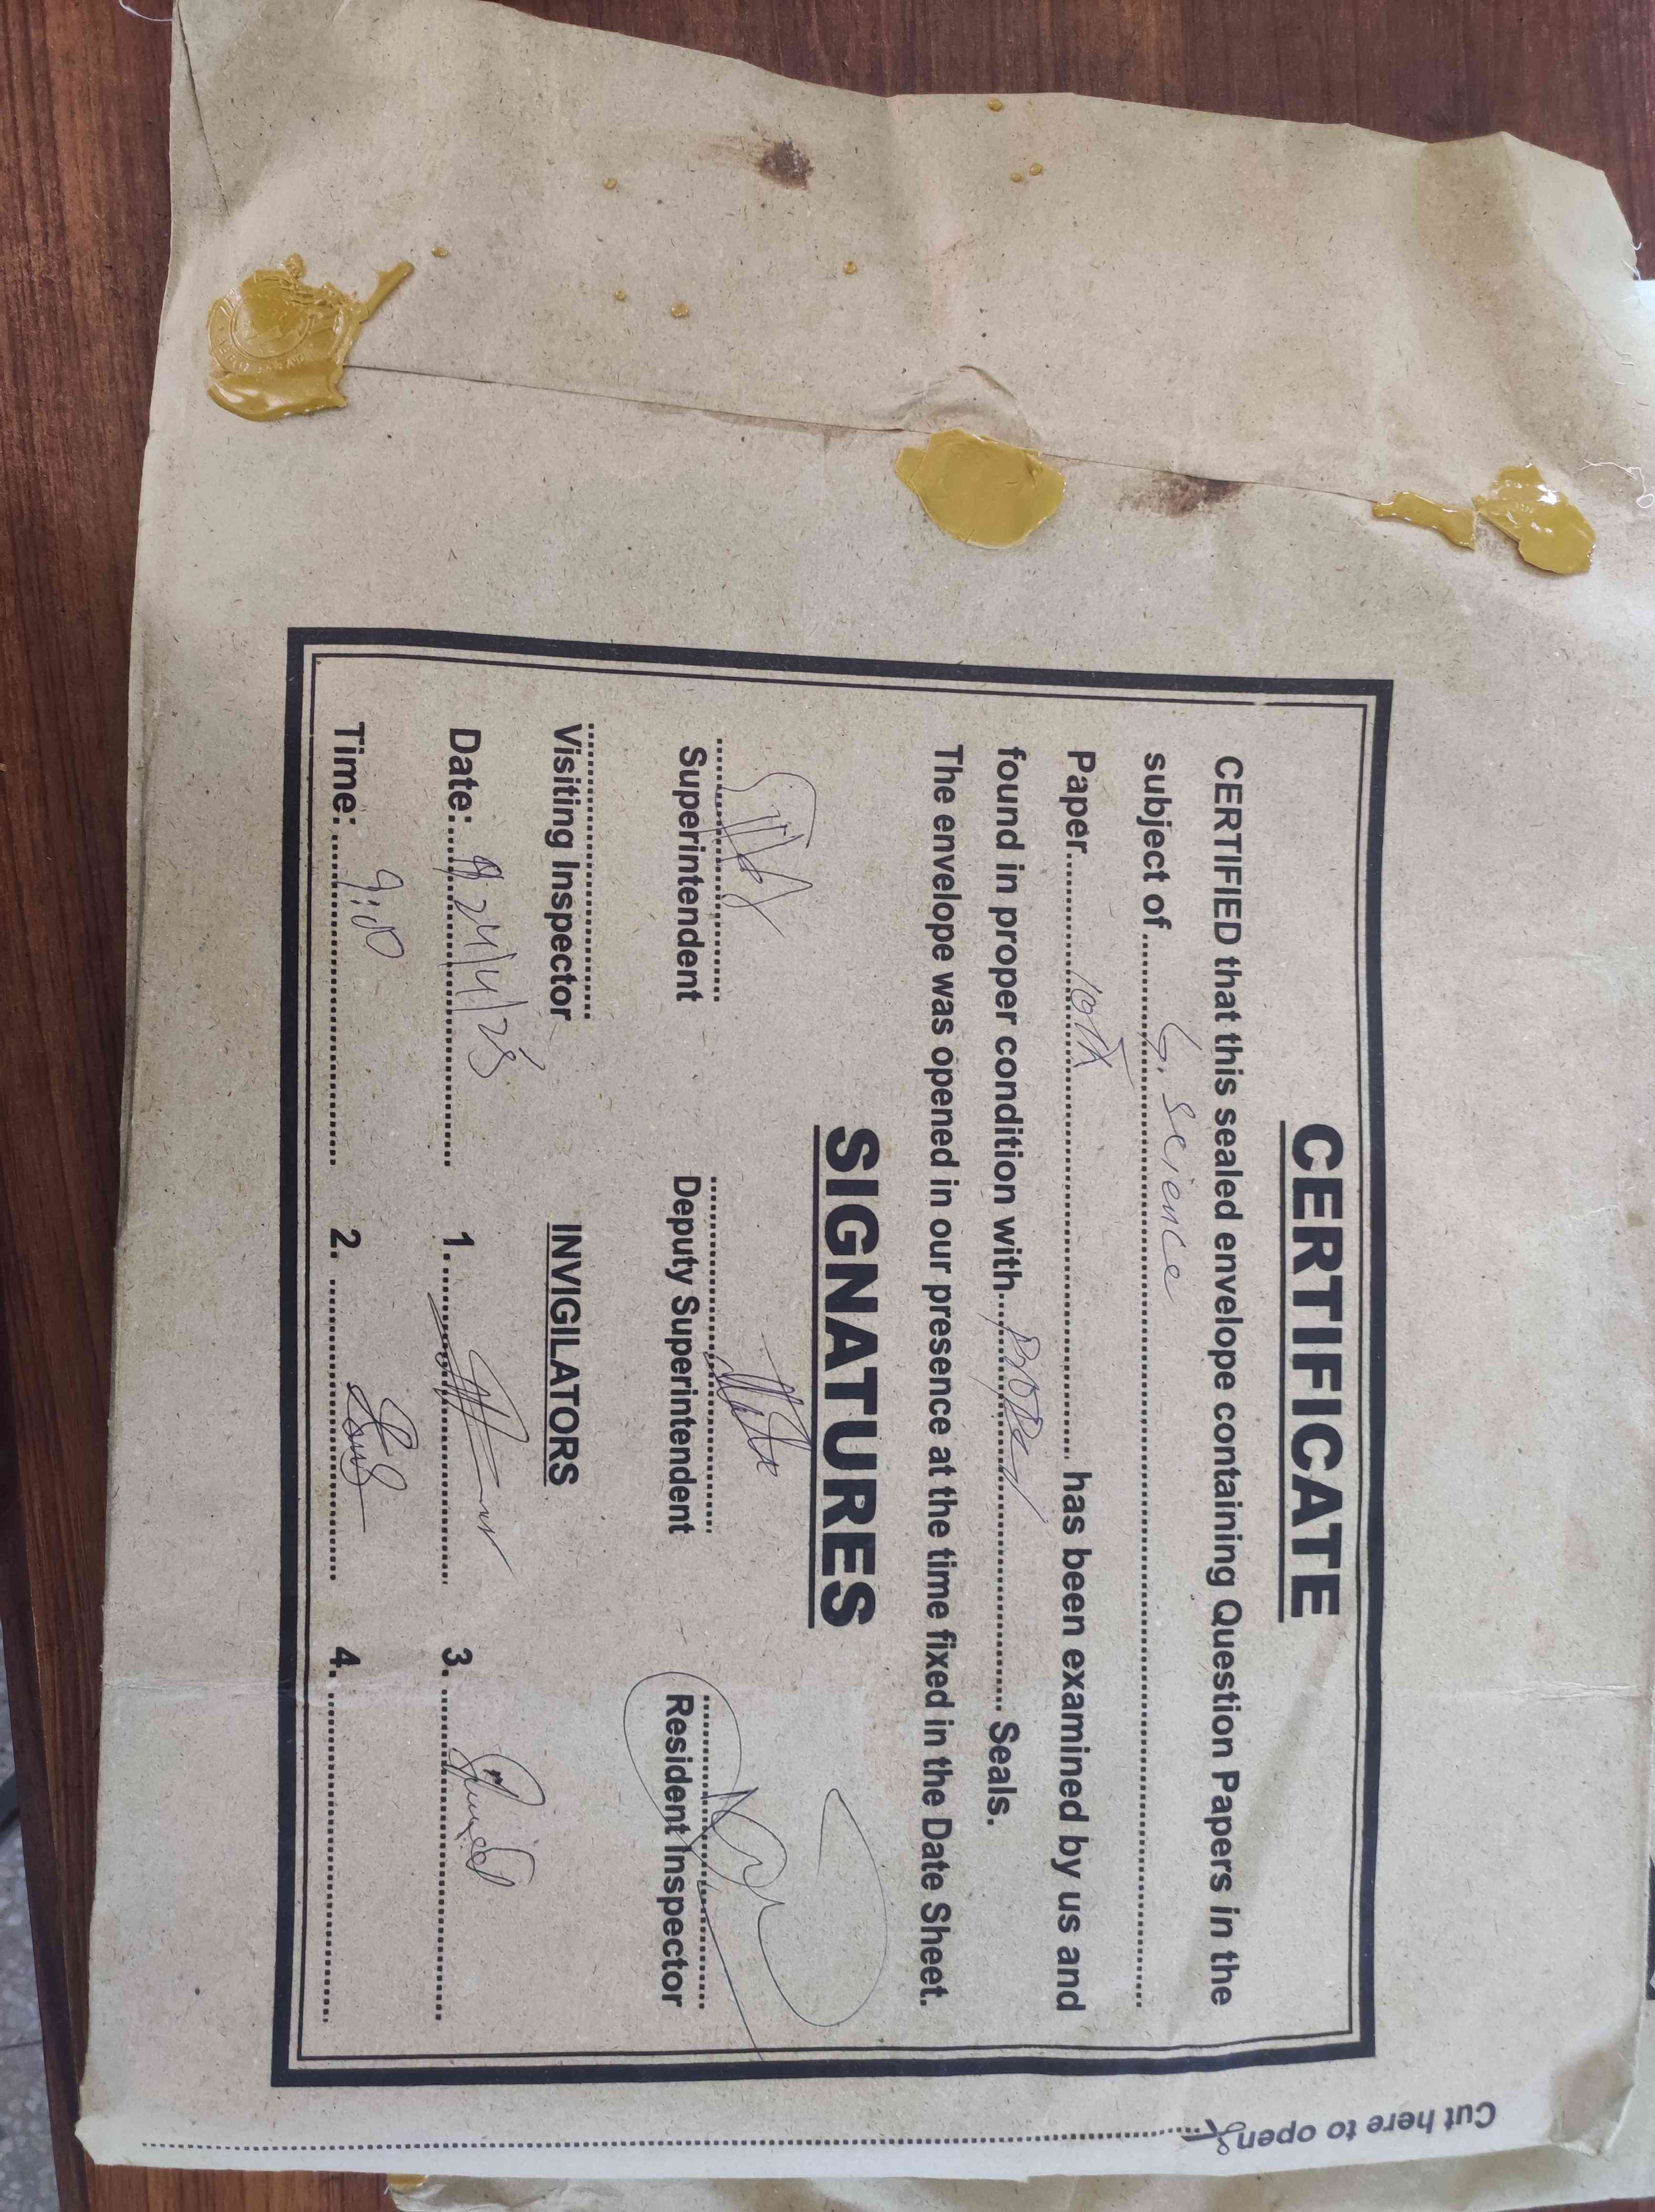 CERTIFICATE
CERTIFIED that this sealed envelope containing Question Papers in the
subject of.......... G. Science ..........
Paper.......... 10th .......... has been examined by us and
found in proper condition with.......... proper .......... Seals.
The envelope was opened in our presence at the time fixed in the Date Sheet.
SIGNATURES
Superintendent Deputy Superintendent Resident Inspector
Visiting Inspector INVIGILATORS
Date: 24/4/25 1. 3.
Time: 9:00 2. 4.
Cut here to open